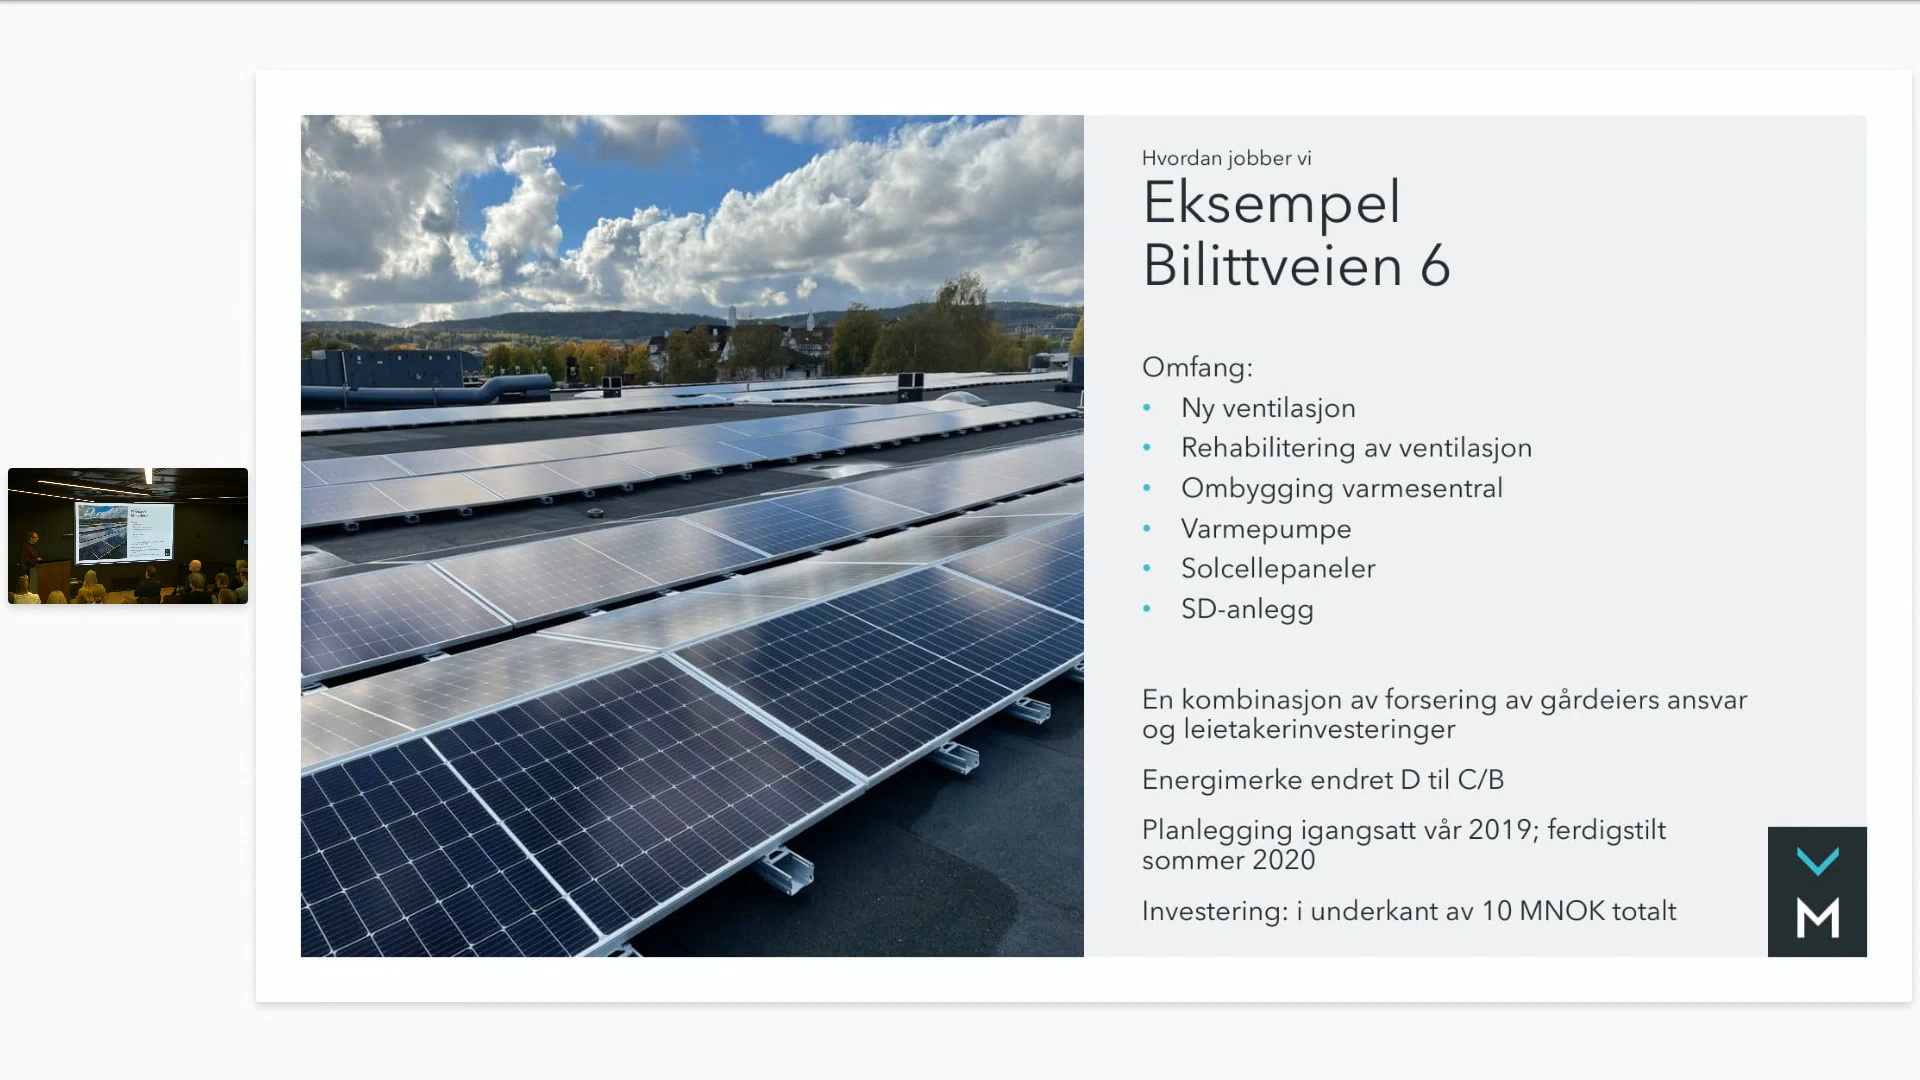 Hvordan jobber vi
Eksempel
Bilittveien 6
Omfang:
• Ny ventilasjon
• Rehabilitering av ventilasjon
• Ombygging varmesentral
• Varmepumpe
• Solcellepaneler
• SD-anlegg
En kombinasjon av forsering av gårdeiers ansvar
og leietakerinvesteringer
Energimerke endret D til C/B
Planlegging igangsatt vår 2019; ferdigstilt
sommer 2020
Investering: i underkant av 10 MNOK totalt
M